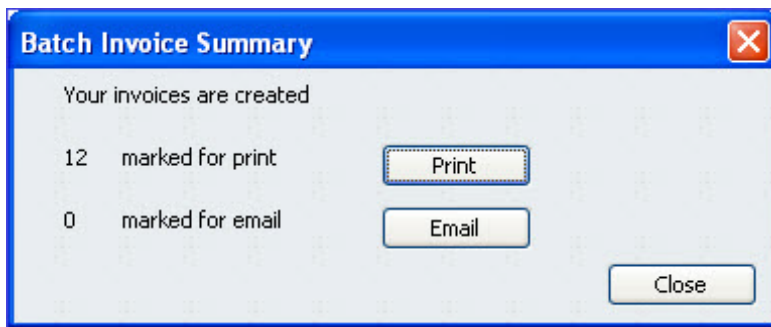 Batch Invoice Summary
Your invoices are created
12 marked for print Print
0 marked for email Email
Close